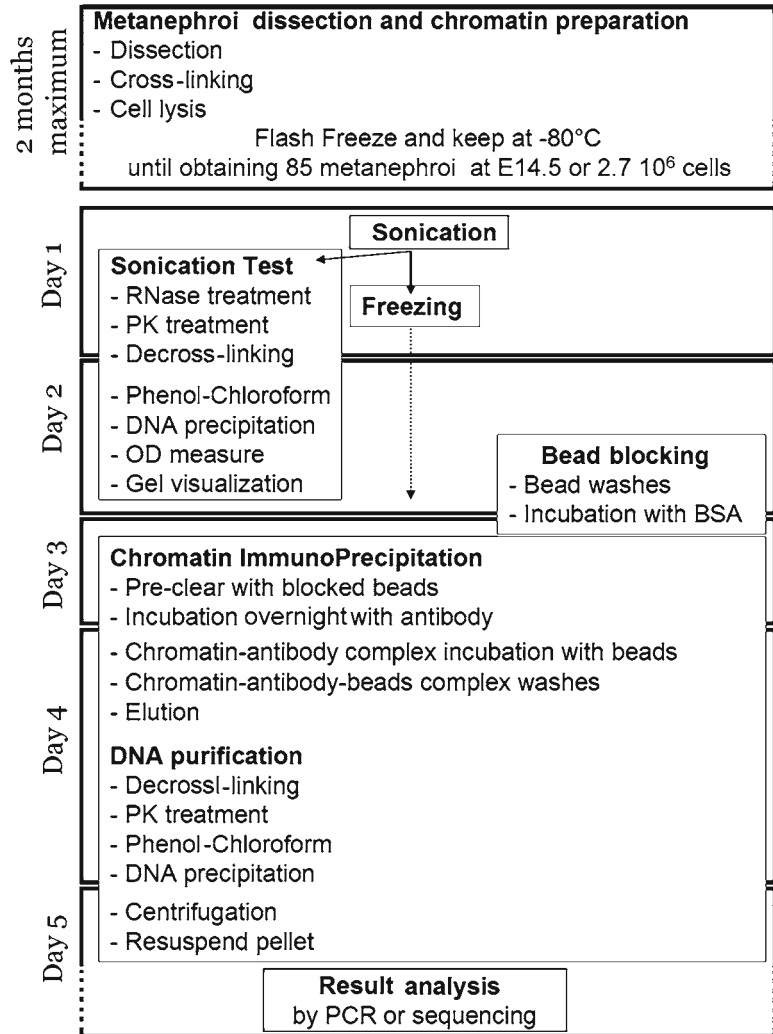 2 months
maximum
Metanephroi dissection and chromatin preparation
- Dissection
- Cross-linking
- Cell lysis
Flash Freeze and keep at -80°C
until obtaining 85 metanephroi at E14.5 or 2.7 10⁶ cells
Day 1
Sonication
Sonication Test
- RNase treatment
- PK treatment
- Decross-linking
Freezing
Day 2
- Phenol-Chloroform
- DNA precipitation
- OD measure
- Gel visualization
Bead blocking
- Bead washes
- Incubation with BSA
Day 3
Chromatin ImmunoPrecipitation
- Pre-clear with blocked beads
- Incubation overnight with antibody
Day 4
- Chromatin-antibody complex incubation with beads
- Chromatin-antibody-beads complex washes
- Elution
DNA purification
- Decrossl-linking
- PK treatment
- Phenol-Chloroform
- DNA precipitation
Day 5
- Centrifugation
- Resuspend pellet
Result analysis
by PCR or sequencing